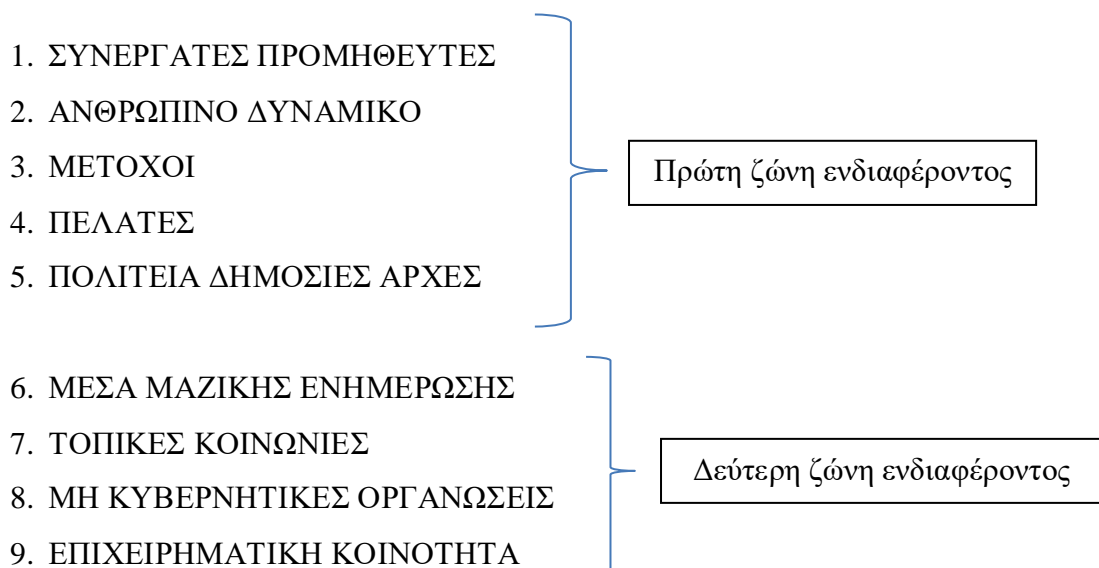 1. ΣΥΝΕΡΓΑΤΕΣ ΠΡΟΜΗΘΕΥΤΕΣ
2. ΑΝΘΡΩΠΙΝΟ ΔΥΝΑΜΙΚΟ
3. ΜΕΤΟΧΟΙ
4. ΠΕΛΑΤΕΣ
5. ΠΟΛΙΤΕΙΑ ΔΗΜΟΣΙΕΣ ΑΡΧΕΣ
Πρώτη ζώνη ενδιαφέροντος
6. ΜΕΣΑ ΜΑΖΙΚΗΣ ΕΝΗΜΕΡΩΣΗΣ
7. ΤΟΠΙΚΕΣ ΚΟΙΝΩΝΙΕΣ
8. ΜΗ ΚΥΒΕΡΝΗΤΙΚΕΣ ΟΡΓΑΝΩΣΕΙΣ
9. ΕΠΙΧΕΙΡΗΜΑΤΙΚΗ ΚΟΙΝΟΤΗΤΑ
Δεύτερη ζώνη ενδιαφέροντος